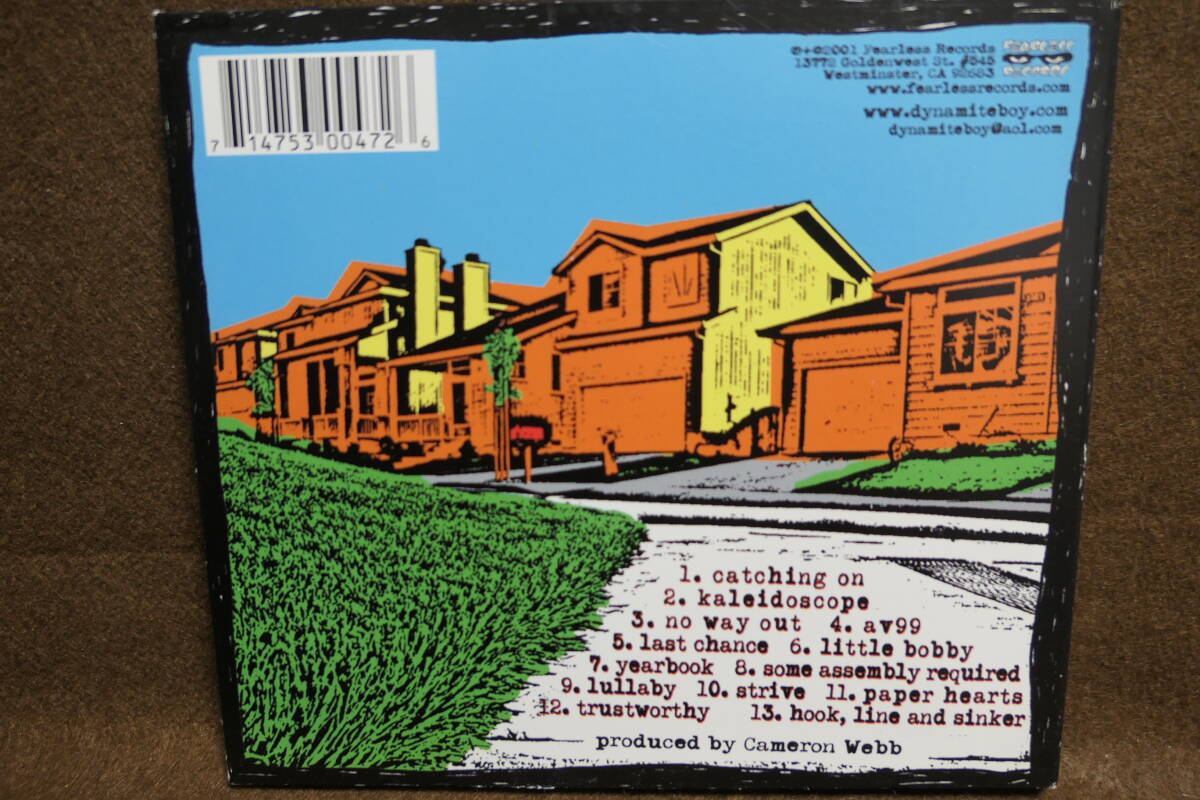 7 14753 00472 6
℗+©2001 Fearless Records
13772 Goldenwest St. #545
Westminster, CA 92683
FEARLESS
RECORDS
www.fearlessrecords.com
www.dynamiteboy.com
dynamiteboy@aol.com
1. catching on
2. kaleidoscope
3. no way out 4. av99
5. last chance 6. little bobby
7. yearbook 8. some assembly required
9. lullaby 10. strive 11. paper hearts
12. trustworthy 13. hook, line and sinker
produced by Cameron Webb